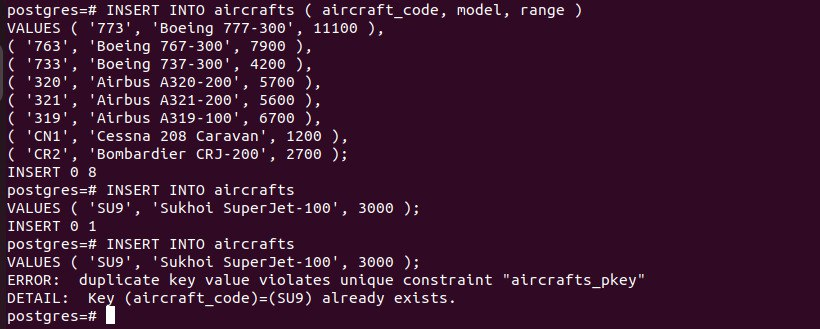 postgres=# INSERT INTO aircrafts ( aircraft_code, model, range )
VALUES ( '773', 'Boeing 777-300', 11100 ),
( '763', 'Boeing 767-300', 7900 ),
( '733', 'Boeing 737-300', 4200 ),
( '320', 'Airbus A320-200', 5700 ),
( '321', 'Airbus A321-200', 5600 ),
( '319', 'Airbus A319-100', 6700 ),
( 'CN1', 'Cessna 208 Caravan', 1200 ),
( 'CR2', 'Bombardier CRJ-200', 2700 );
INSERT 0 8
postgres=# INSERT INTO aircrafts
VALUES ( 'SU9', 'Sukhoi SuperJet-100', 3000 );
INSERT 0 1
postgres=# INSERT INTO aircrafts
VALUES ( 'SU9', 'Sukhoi SuperJet-100', 3000 );
ERROR:  duplicate key value violates unique constraint "aircrafts_pkey"
DETAIL:  Key (aircraft_code)=(SU9) already exists.
postgres=#